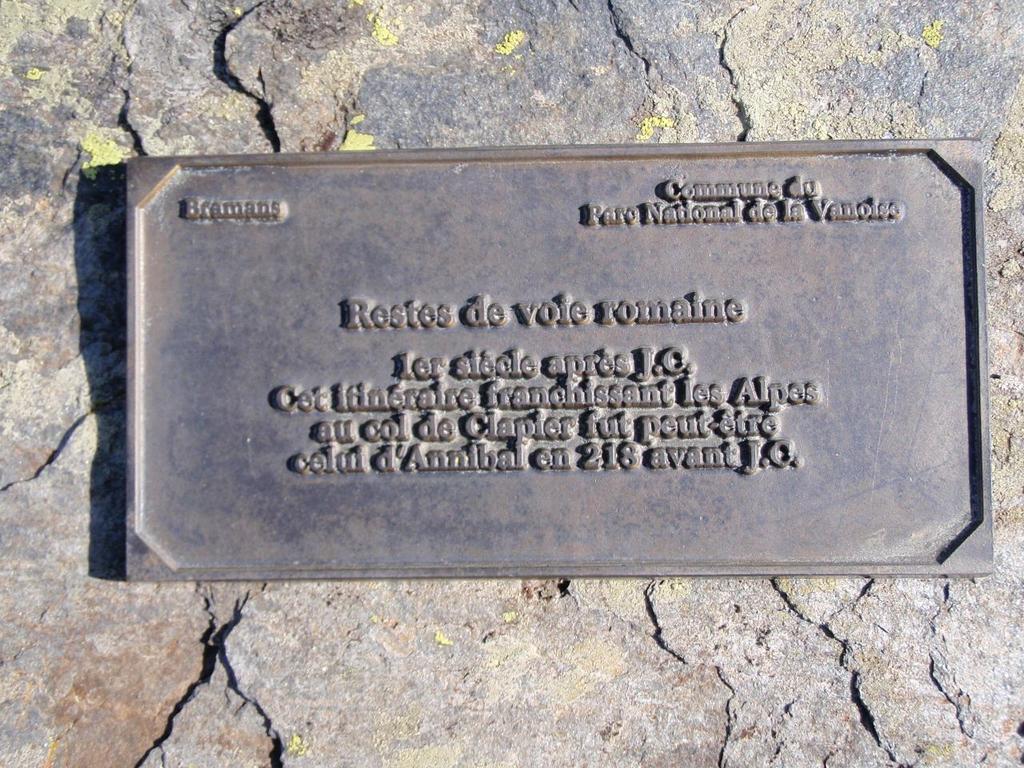 Bramans
Commune du
Parc National de la Vanoise
Restes de voie romaine
1er siècle après J.C.
Cet itinéraire franchissant les Alpes
au col de Clapier fut peut-être
celui d'Annibal en 218 avant J.C.